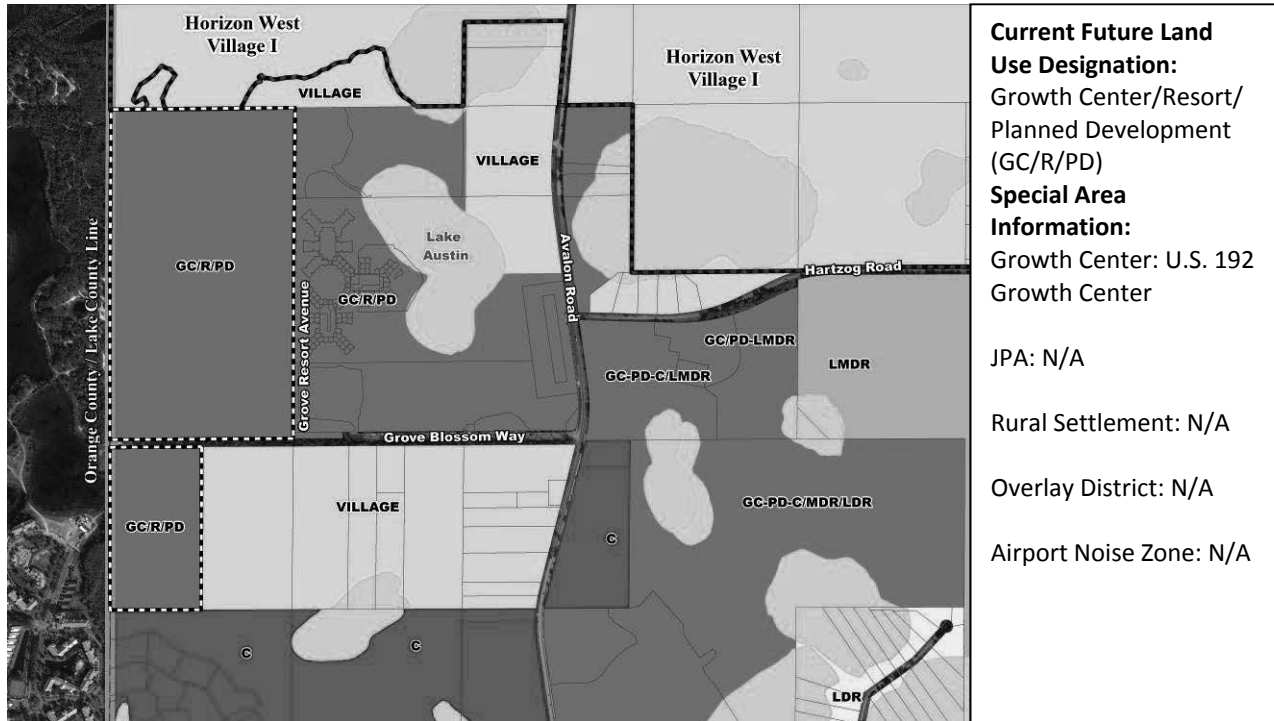 Horizon West
Village I
Horizon West
Village I
VILLAGE
VILLAGE
GC/R/PD
Lake
Austin
GC/R/PD
Grove Resort Avenue
Avalon Road
Hartzog Road
GC/PD-LMDR
GC-PD-C/LMDR
LMDR
Orange County / Lake County Line
Grove Blossom Way
GC/R/PD
VILLAGE
GC-PD-C/MDR/LDR
C
C
C
LDR
Current Future Land
Use Designation:
Growth Center/Resort/
Planned Development
(GC/R/PD)
Special Area
Information:
Growth Center: U.S. 192
Growth Center
JPA: N/A
Rural Settlement: N/A
Overlay District: N/A
Airport Noise Zone: N/A